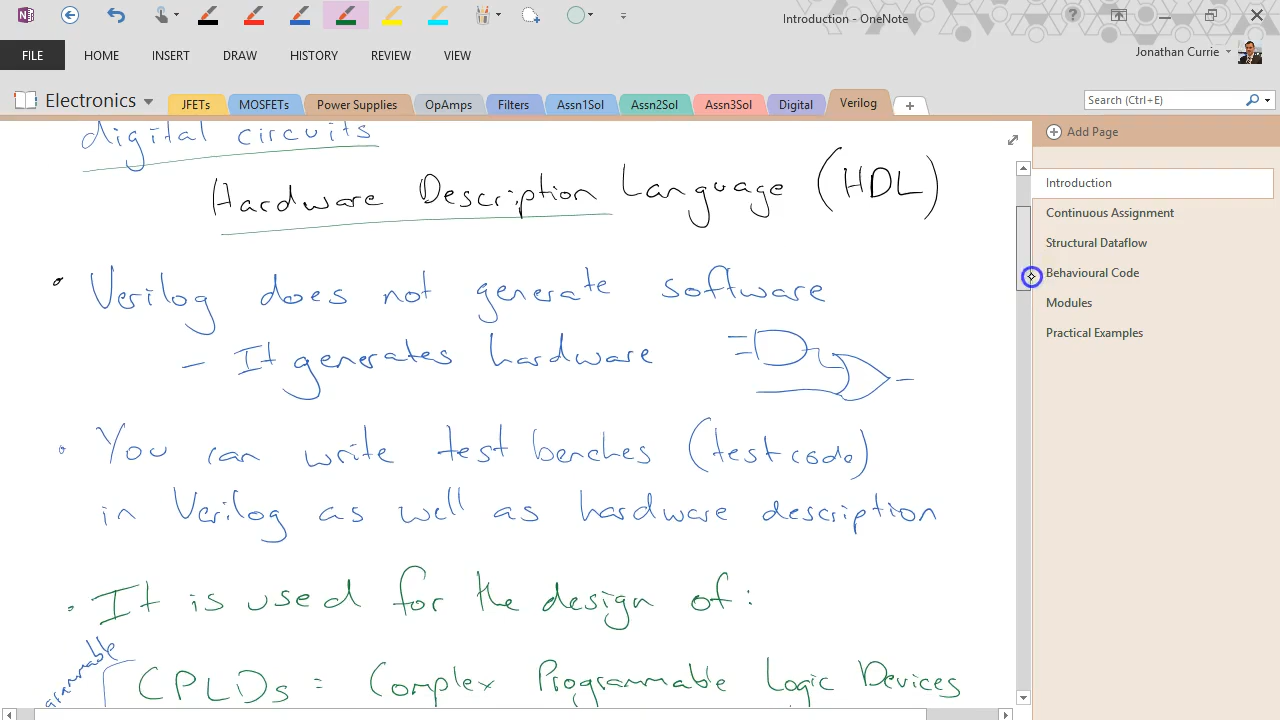 Introduction - OneNote
?
FILE HOME INSERT DRAW HISTORY REVIEW VIEW
Jonathan Currie
Electronics
JFETs MOSFETs Power Supplies OpAmps Filters Assn1Sol Assn2Sol Assn3Sol Digital Verilog +
Search (Ctrl+E)
Add Page
Introduction
Continuous Assignment
Structural Dataflow
Behavioural Code
Modules
Practical Examples
digital circuits
Hardware Description Language (HDL)
• Verilog does not generate software
- It generates hardware
• You can write test benches (test code)
in Verilog as well as hardware description
• It is used for the design of:
CPLDs = Complex Programmable Logic Devices